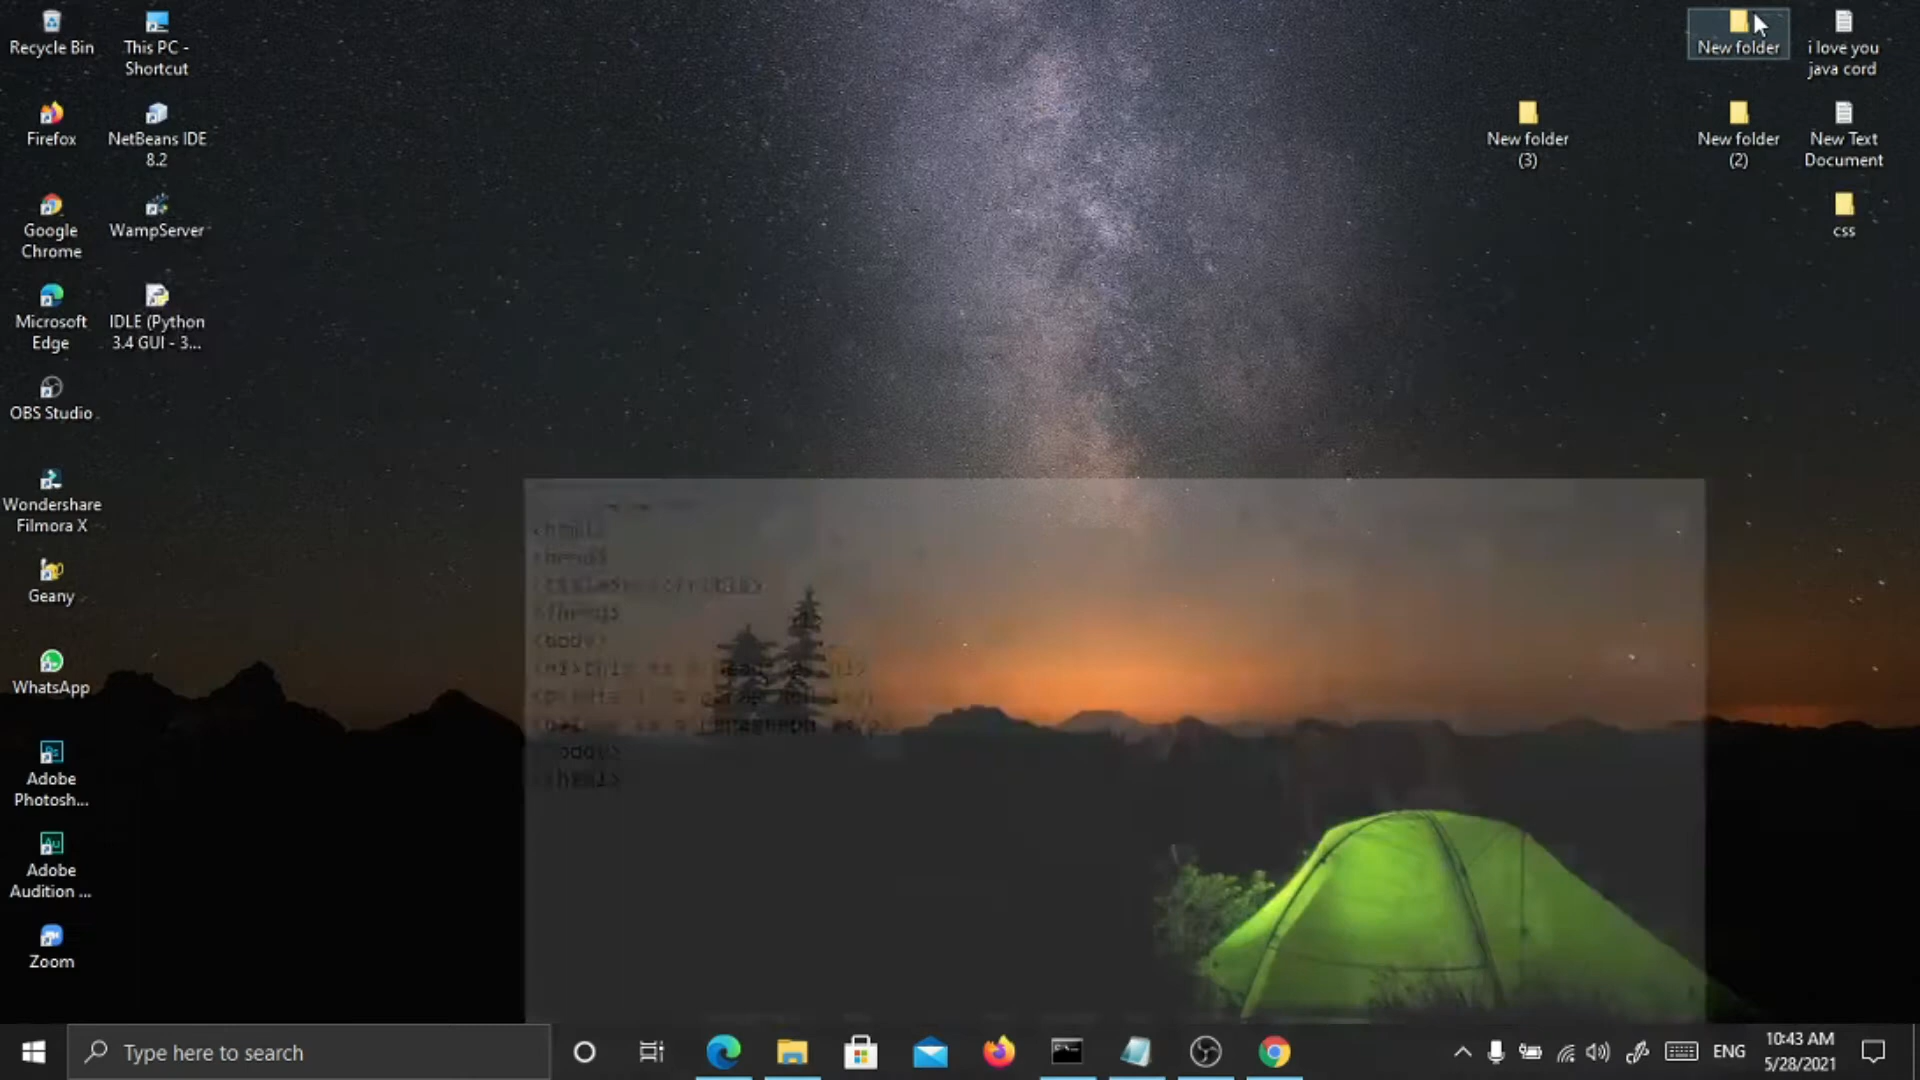 Recycle Bin
This PC -
Shortcut
Firefox
NetBeans IDE
8.2
Google
Chrome
WampServer
Microsoft
Edge
IDLE (Python
3.4 GUI - 3...
OBS Studio
Wondershare
Filmora X
Geany
WhatsApp
Adobe
Photosh...
Adobe
Audition ...
Zoom
New folder
i love you
java cord
New folder
(3)
New folder
(2)
New Text
Document
css
<body>
Type here to search
ENG
10:43 AM
5/28/2021